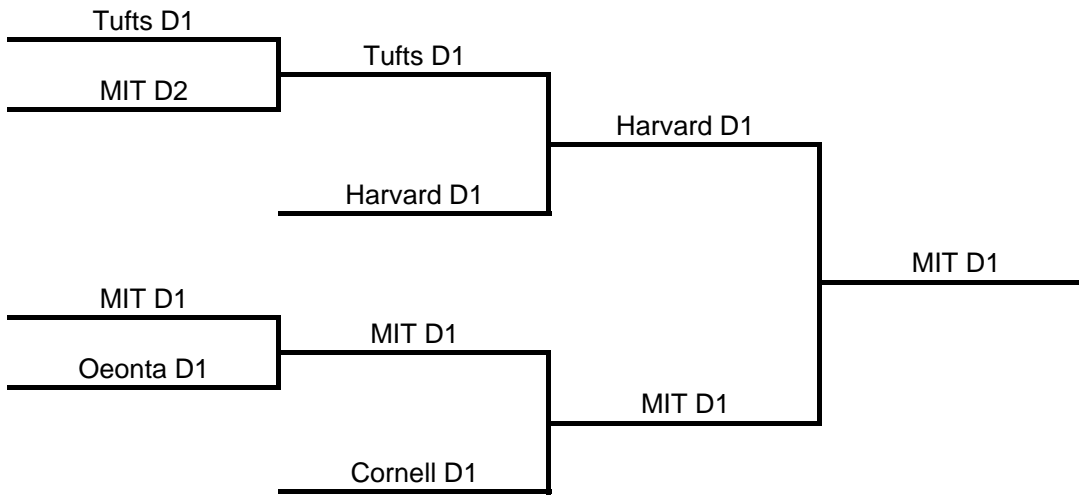 Tufts D1
MIT D2
Tufts D1
Harvard D1
Harvard D1
MIT D1
Oeonta D1
MIT D1
Cornell D1
MIT D1
MIT D1